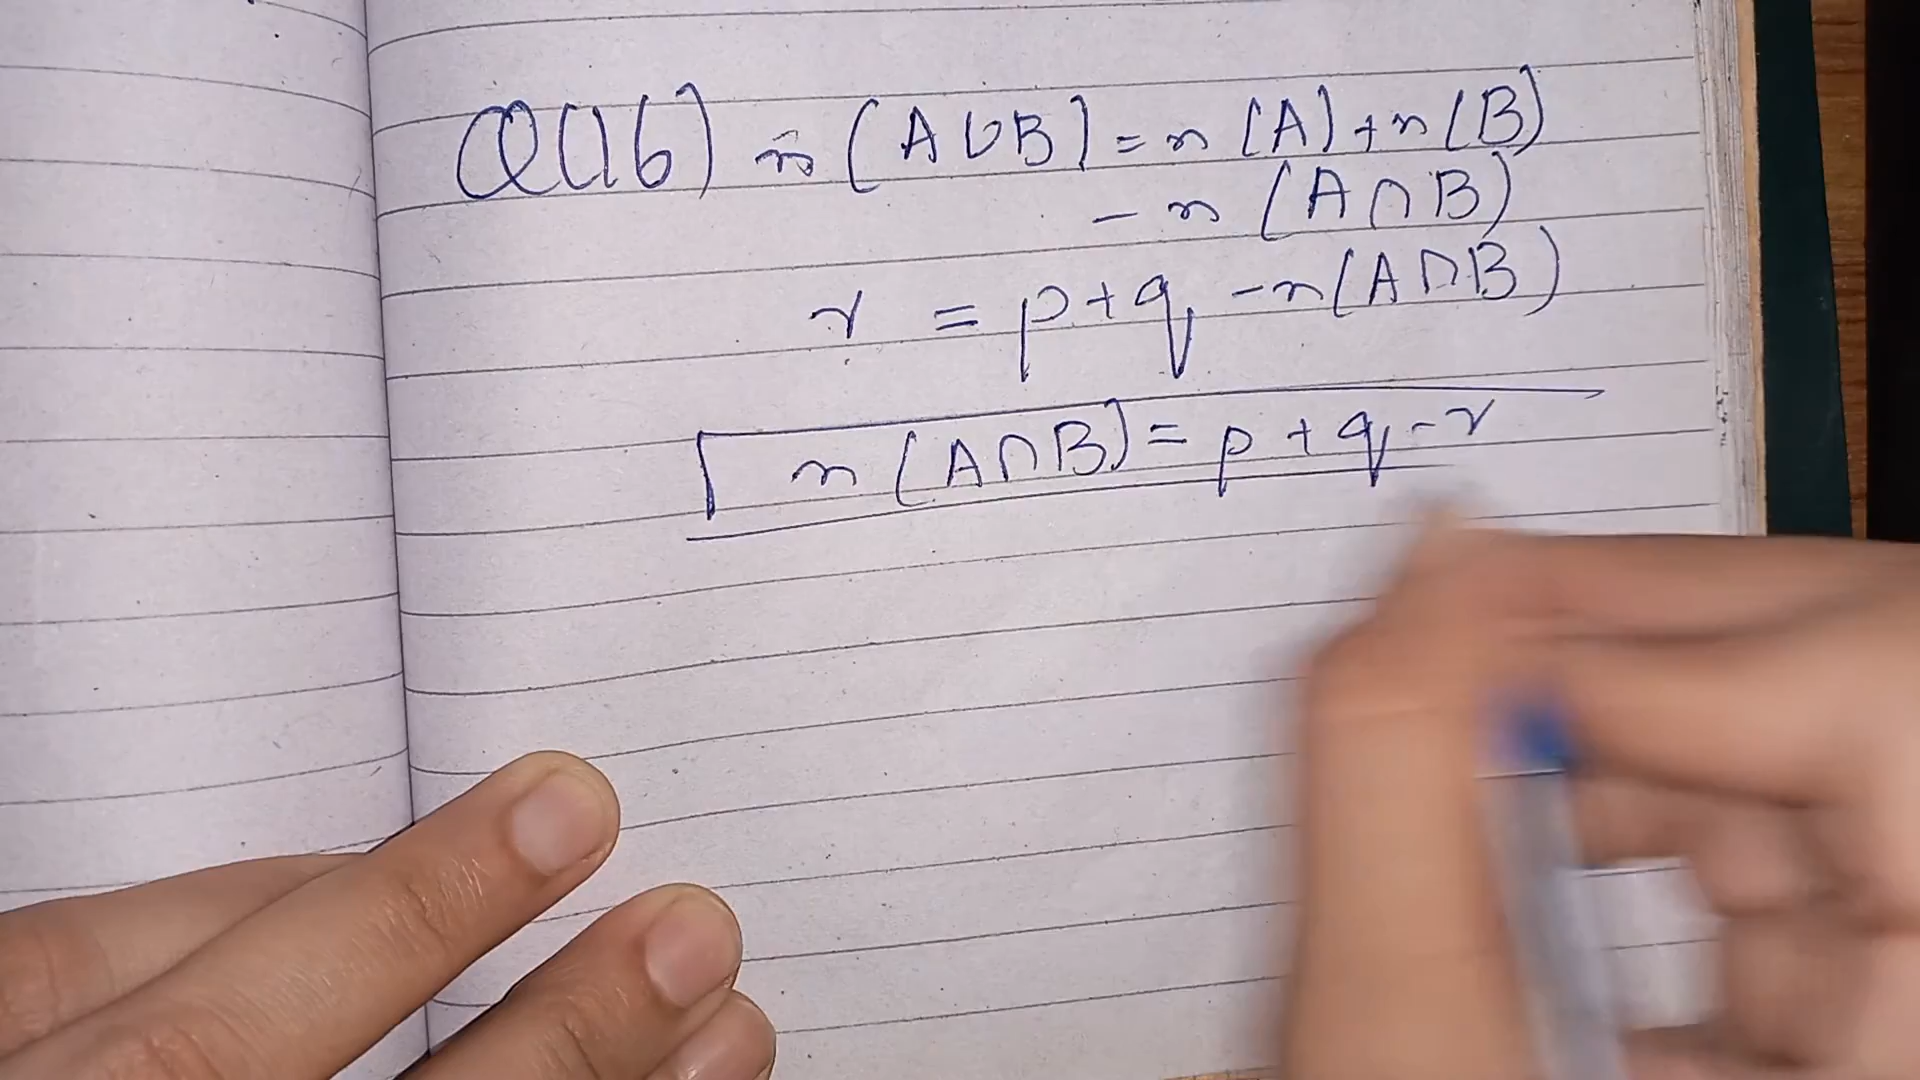 Q(16) n (A∪B) = n (A) + n (B)
- n (A∩B)
r = p+q - n(A∩B)
n (A∩B) = p + q - r